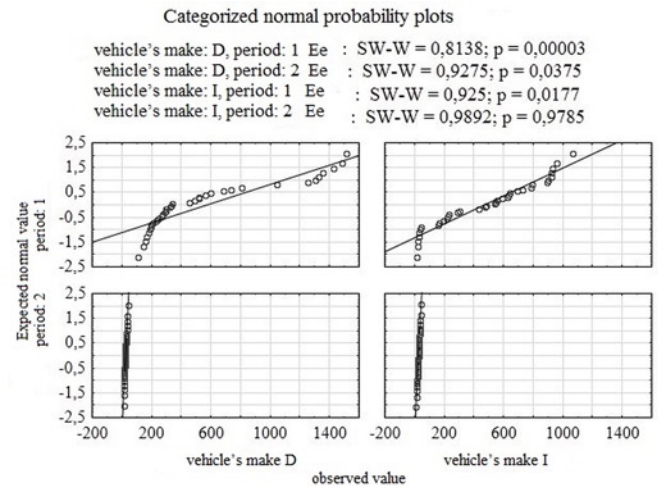 Categorized normal probability plots
vehicle's make: D, period: 1 Ee : SW-W = 0,8138; p = 0,00003
vehicle's make: D, period: 2 Ee : SW-W = 0,9275; p = 0,0375
vehicle's make: I, period: 1 Ee : SW-W = 0,925; p = 0,0177
vehicle's make: I, period: 2 Ee : SW-W = 0,9892; p = 0,9785
Expected normal value
period: 1
period: 2
2,5
1,5
0,5
-0,5
-1,5
-2,5
2,5
1,5
0,5
-0,5
-1,5
-2,5
-200 200 600 1000 1400 -200 200 600 1000 1400
vehicle's make D vehicle's make I
observed value